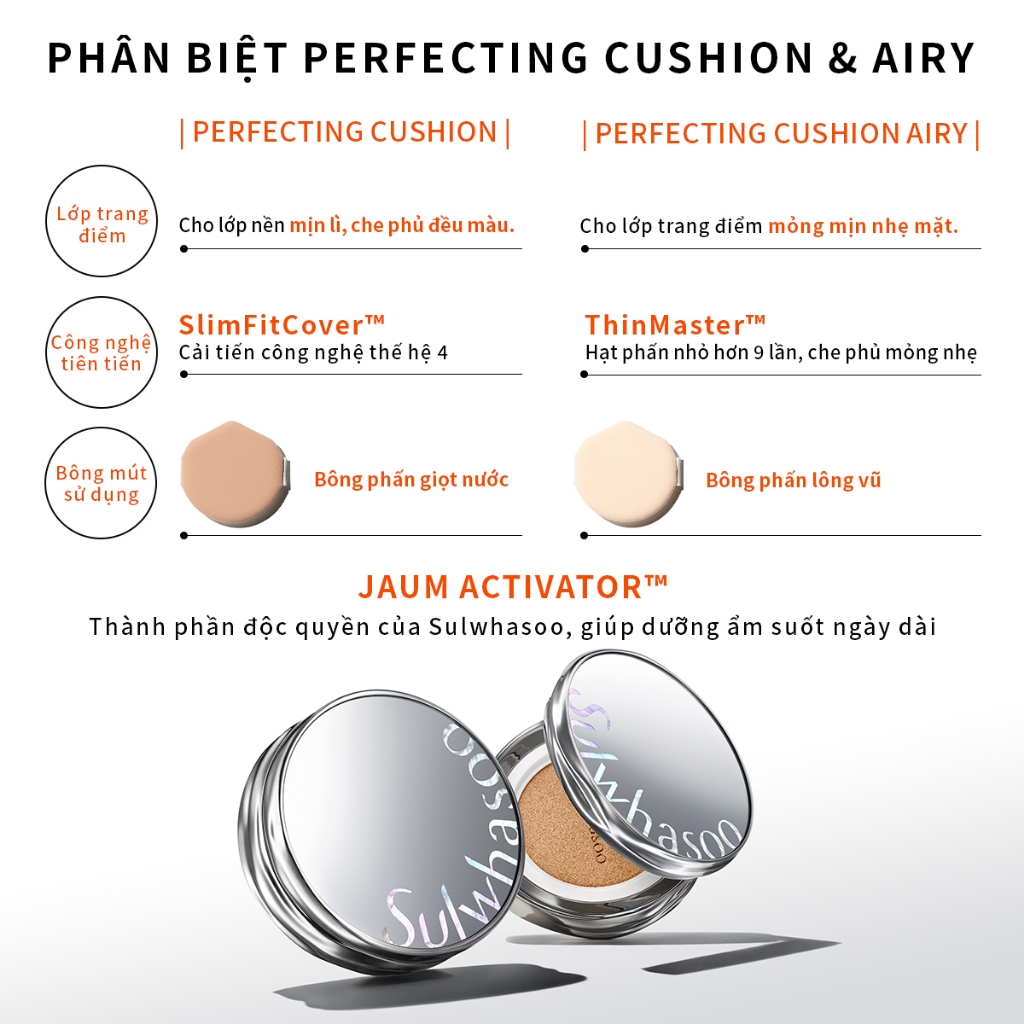 PHÂN BIỆT PERFECTING CUSHION & AIRY
| PERFECTING CUSHION |
| PERFECTING CUSHION AIRY |
Lớp trang
điểm
Cho lớp nền mịn lì, che phủ đều màu.
Cho lớp trang điểm mỏng mịn nhẹ mặt.
Công nghệ
tiên tiến
SlimFitCover™
Cải tiến công nghệ thế hệ 4
ThinMaster™
Hạt phấn nhỏ hơn 9 lần, che phủ mỏng nhẹ
Bông mút
sử dụng
Bông phấn giọt nước
Bông phấn lông vũ
JAUM ACTIVATOR™
Thành phần độc quyền của Sulwhasoo, giúp dưỡng ẩm suốt ngày dài
Sulwhasoo
Sulwhasoo